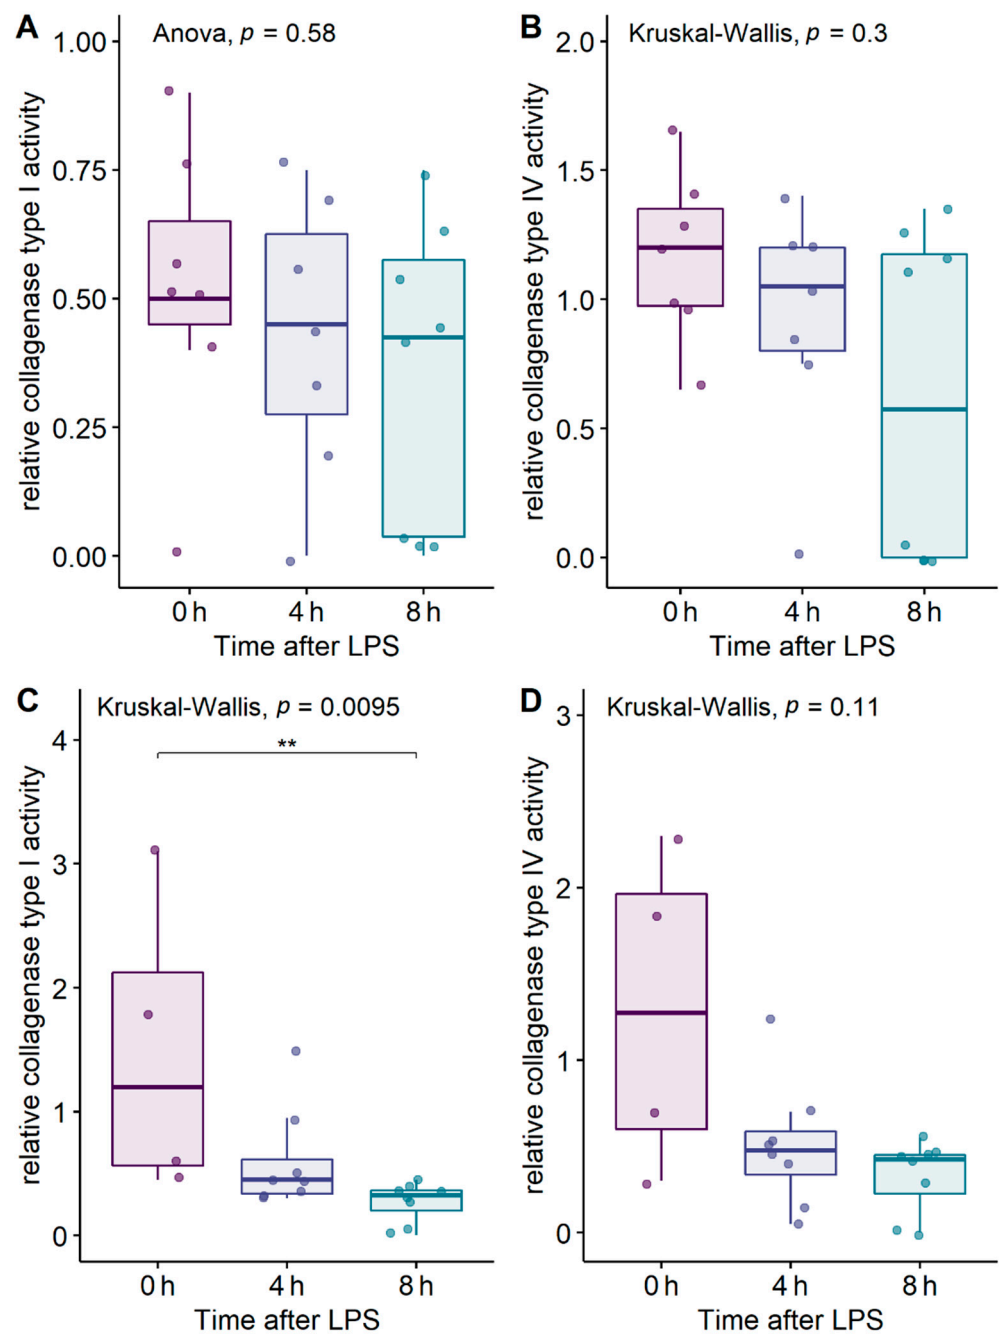 A
Anova, p = 0.58
relative collagenase type I activity
1.00
0.75
0.50
0.25
0.00
0 h
4 h
8 h
Time after LPS
B
Kruskal-Wallis, p = 0.3
relative collagenase type IV activity
2.0
1.5
1.0
0.5
0.0
0 h
4 h
8 h
Time after LPS
C
Kruskal-Wallis, p = 0.0095
**
relative collagenase type I activity
4
3
2
1
0
0 h
4 h
8 h
Time after LPS
D
Kruskal-Wallis, p = 0.11
relative collagenase type IV activity
3
2
1
0
0 h
4 h
8 h
Time after LPS